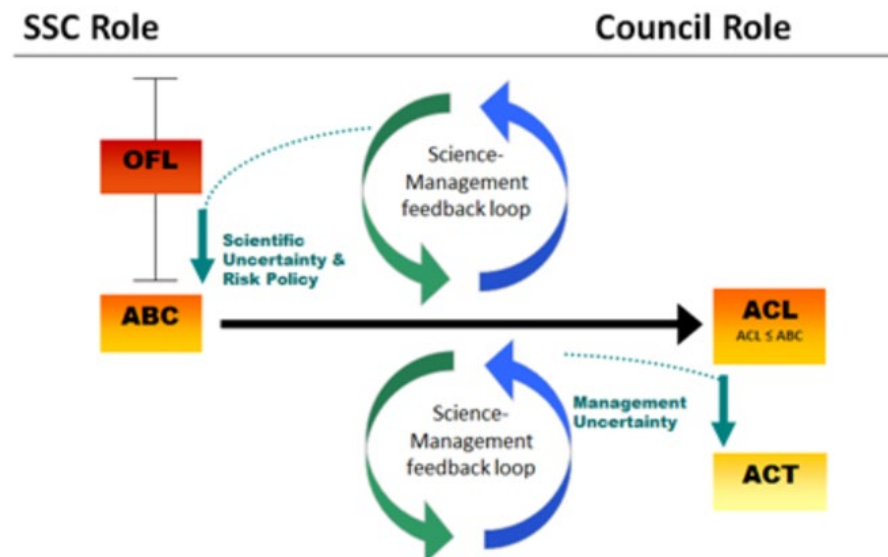 SSC Role
Council Role
OFL
Science-
Management
feedback loop
Scientific
Uncertainty &
Risk Policy
ABC
ACL
ACL ≤ ABC
Science-
Management
feedback loop
Management
Uncertainty
ACT